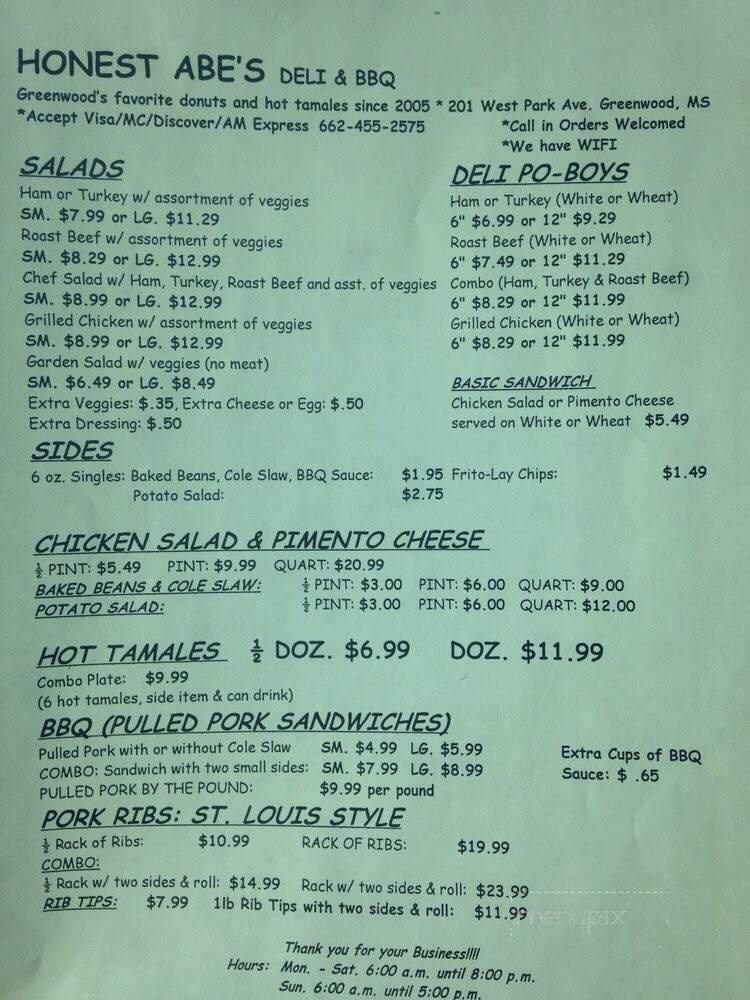 HONEST ABE'S DELI & BBQ
Greenwood's favorite donuts and hot tamales since 2005 * 201 West Park Ave. Greenwood, MS
*Accept Visa/MC/Discover/AM Express 662-455-2575 *Call in Orders Welcomed
*We have WIFI
SALADS
Ham or Turkey w/ assortment of veggies
SM. $7.99 or LG. $11.29
Roast Beef w/ assortment of veggies
SM. $8.29 or LG. $12.99
Chef Salad w/ Ham, Turkey, Roast Beef and asst. of veggies
SM. $8.99 or LG. $12.99
Grilled Chicken w/ assortment of veggies
SM. $8.99 or LG. $12.99
Garden Salad w/ veggies (no meat)
SM. $6.49 or LG. $8.49
Extra Veggies: $.35, Extra Cheese or Egg: $.50
Extra Dressing: $.50
DELI PO-BOYS
Ham or Turkey (White or Wheat)
6" $6.99 or 12" $9.29
Roast Beef (White or Wheat)
6" $7.49 or 12" $11.29
Combo (Ham, Turkey & Roast Beef)
6" $8.29 or 12" $11.99
Grilled Chicken (White or Wheat)
6" $8.29 or 12" $11.99
BASIC SANDWICH
Chicken Salad or Pimento Cheese
served on White or Wheat $5.49
SIDES
6 oz. Singles: Baked Beans, Cole Slaw, BBQ Sauce: $1.95 Frito-Lay Chips: $1.49
Potato Salad: $2.75
CHICKEN SALAD & PIMENTO CHEESE
½ PINT: $5.49 PINT: $9.99 QUART: $20.99
BAKED BEANS & COLE SLAW: ½ PINT: $3.00 PINT: $6.00 QUART: $9.00
POTATO SALAD: ½ PINT: $3.00 PINT: $6.00 QUART: $12.00
HOT TAMALES ½ DOZ. $6.99 DOZ. $11.99
Combo Plate: $9.99
(6 hot tamales, side item & can drink)
BBQ (PULLED PORK SANDWICHES)
Pulled Pork with or without Cole Slaw SM. $4.99 LG. $5.99
COMBO: Sandwich with two small sides: SM. $7.99 LG. $8.99
PULLED PORK BY THE POUND: $9.99 per pound
Extra Cups of BBQ
Sauce: $ .65
PORK RIBS: ST. LOUIS STYLE
½ Rack of Ribs: $10.99 RACK OF RIBS: $19.99
COMBO:
½ Rack w/ two sides & roll: $14.99 Rack w/ two sides & roll: $23.99
RIB TIPS: $7.99 1lb Rib Tips with two sides & roll: $11.99
menupix
Thank you for your Business!!!!
Hours: Mon. - Sat. 6:00 a.m. until 8:00 p.m.
Sun. 6:00 a.m. until 5:00 p.m.